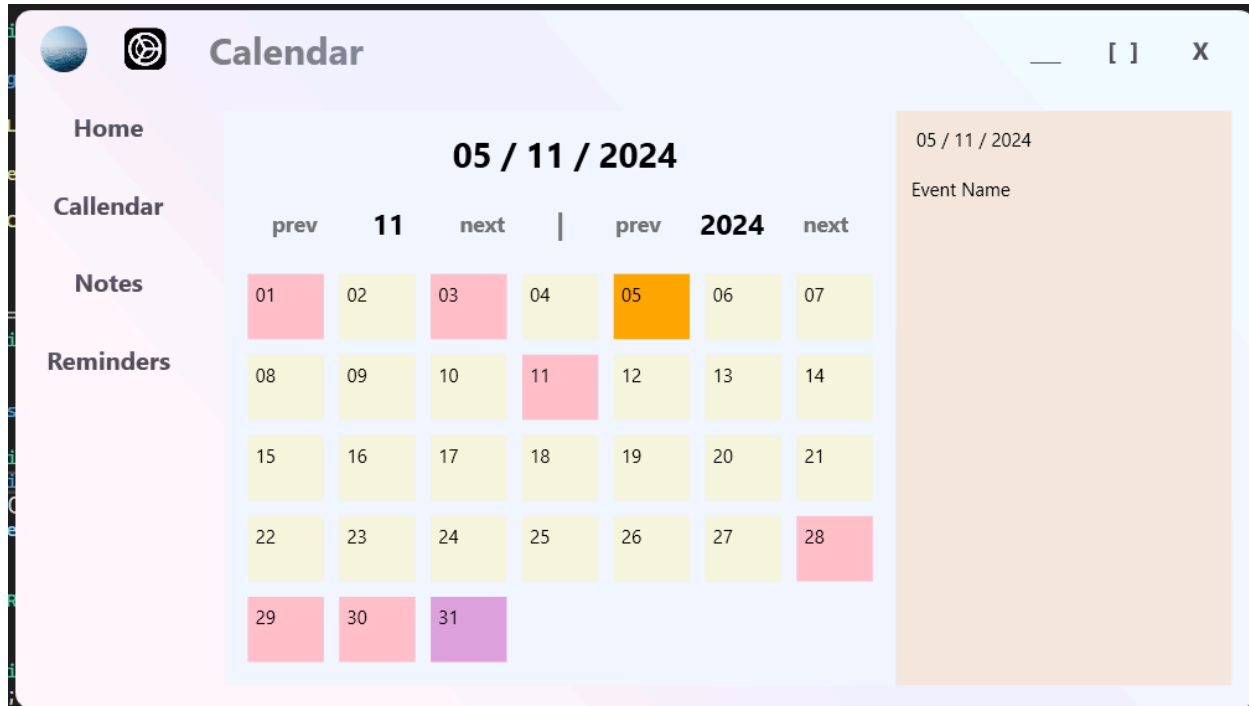 Calendar
__ [ ] X
Home
Callendar
Notes
Reminders
05 / 11 / 2024
prev 11 next | prev 2024 next
01 02 03 04 05 06 07
08 09 10 11 12 13 14
15 16 17 18 19 20 21
22 23 24 25 26 27 28
29 30 31
05 / 11 / 2024
Event Name